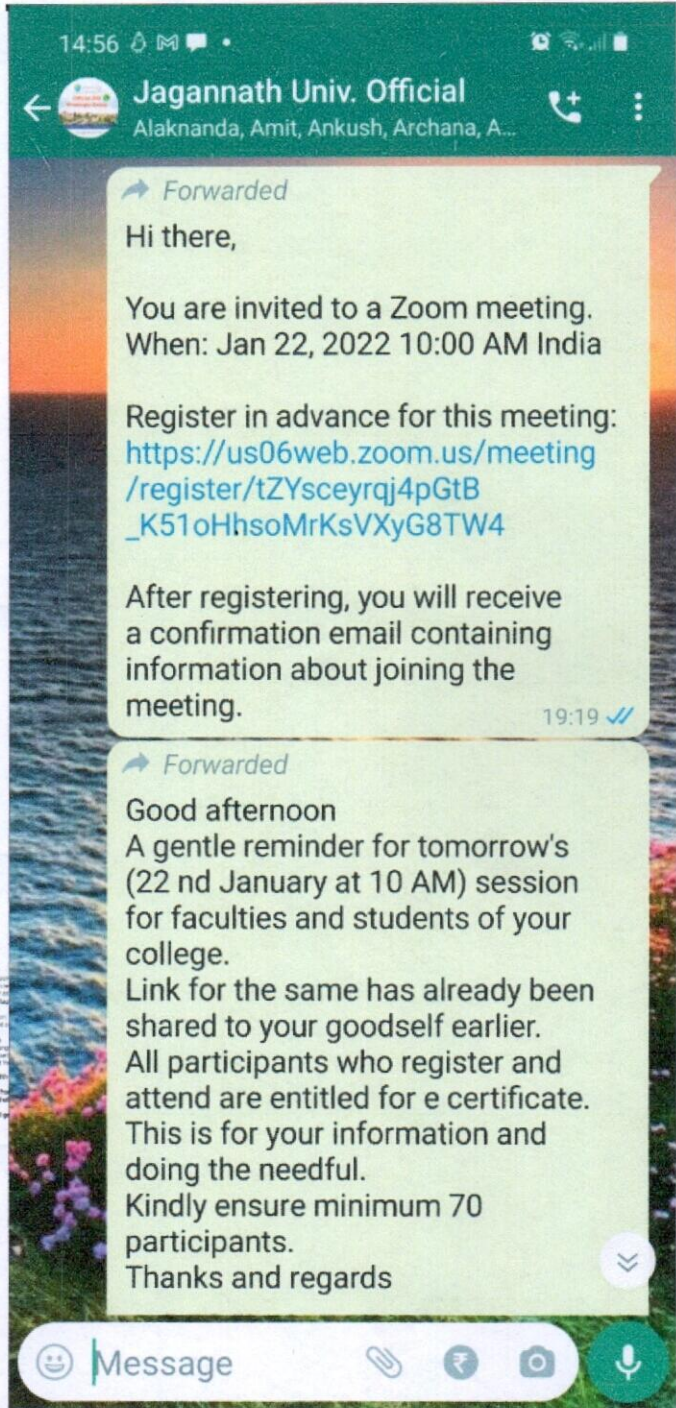 14:56
Jagannath Univ. Official
Alaknanda, Amit, Ankush, Archana, A...
Forwarded
Hi there,
You are invited to a Zoom meeting.
When: Jan 22, 2022 10:00 AM India
Register in advance for this meeting:
https://us06web.zoom.us/meeting
/register/tZYsceyrqj4pGtB
_K51oHhsoMrKsVXyG8TW4
After registering, you will receive
a confirmation email containing
information about joining the
meeting.
19:19
Forwarded
Good afternoon
A gentle reminder for tomorrow's
(22 nd January at 10 AM) session
for faculties and students of your
college.
Link for the same has already been
shared to your goodself earlier.
All participants who register and
attend are entitled for e certificate.
This is for your information and
doing the needful.
Kindly ensure minimum 70
participants.
Thanks and regards
Message